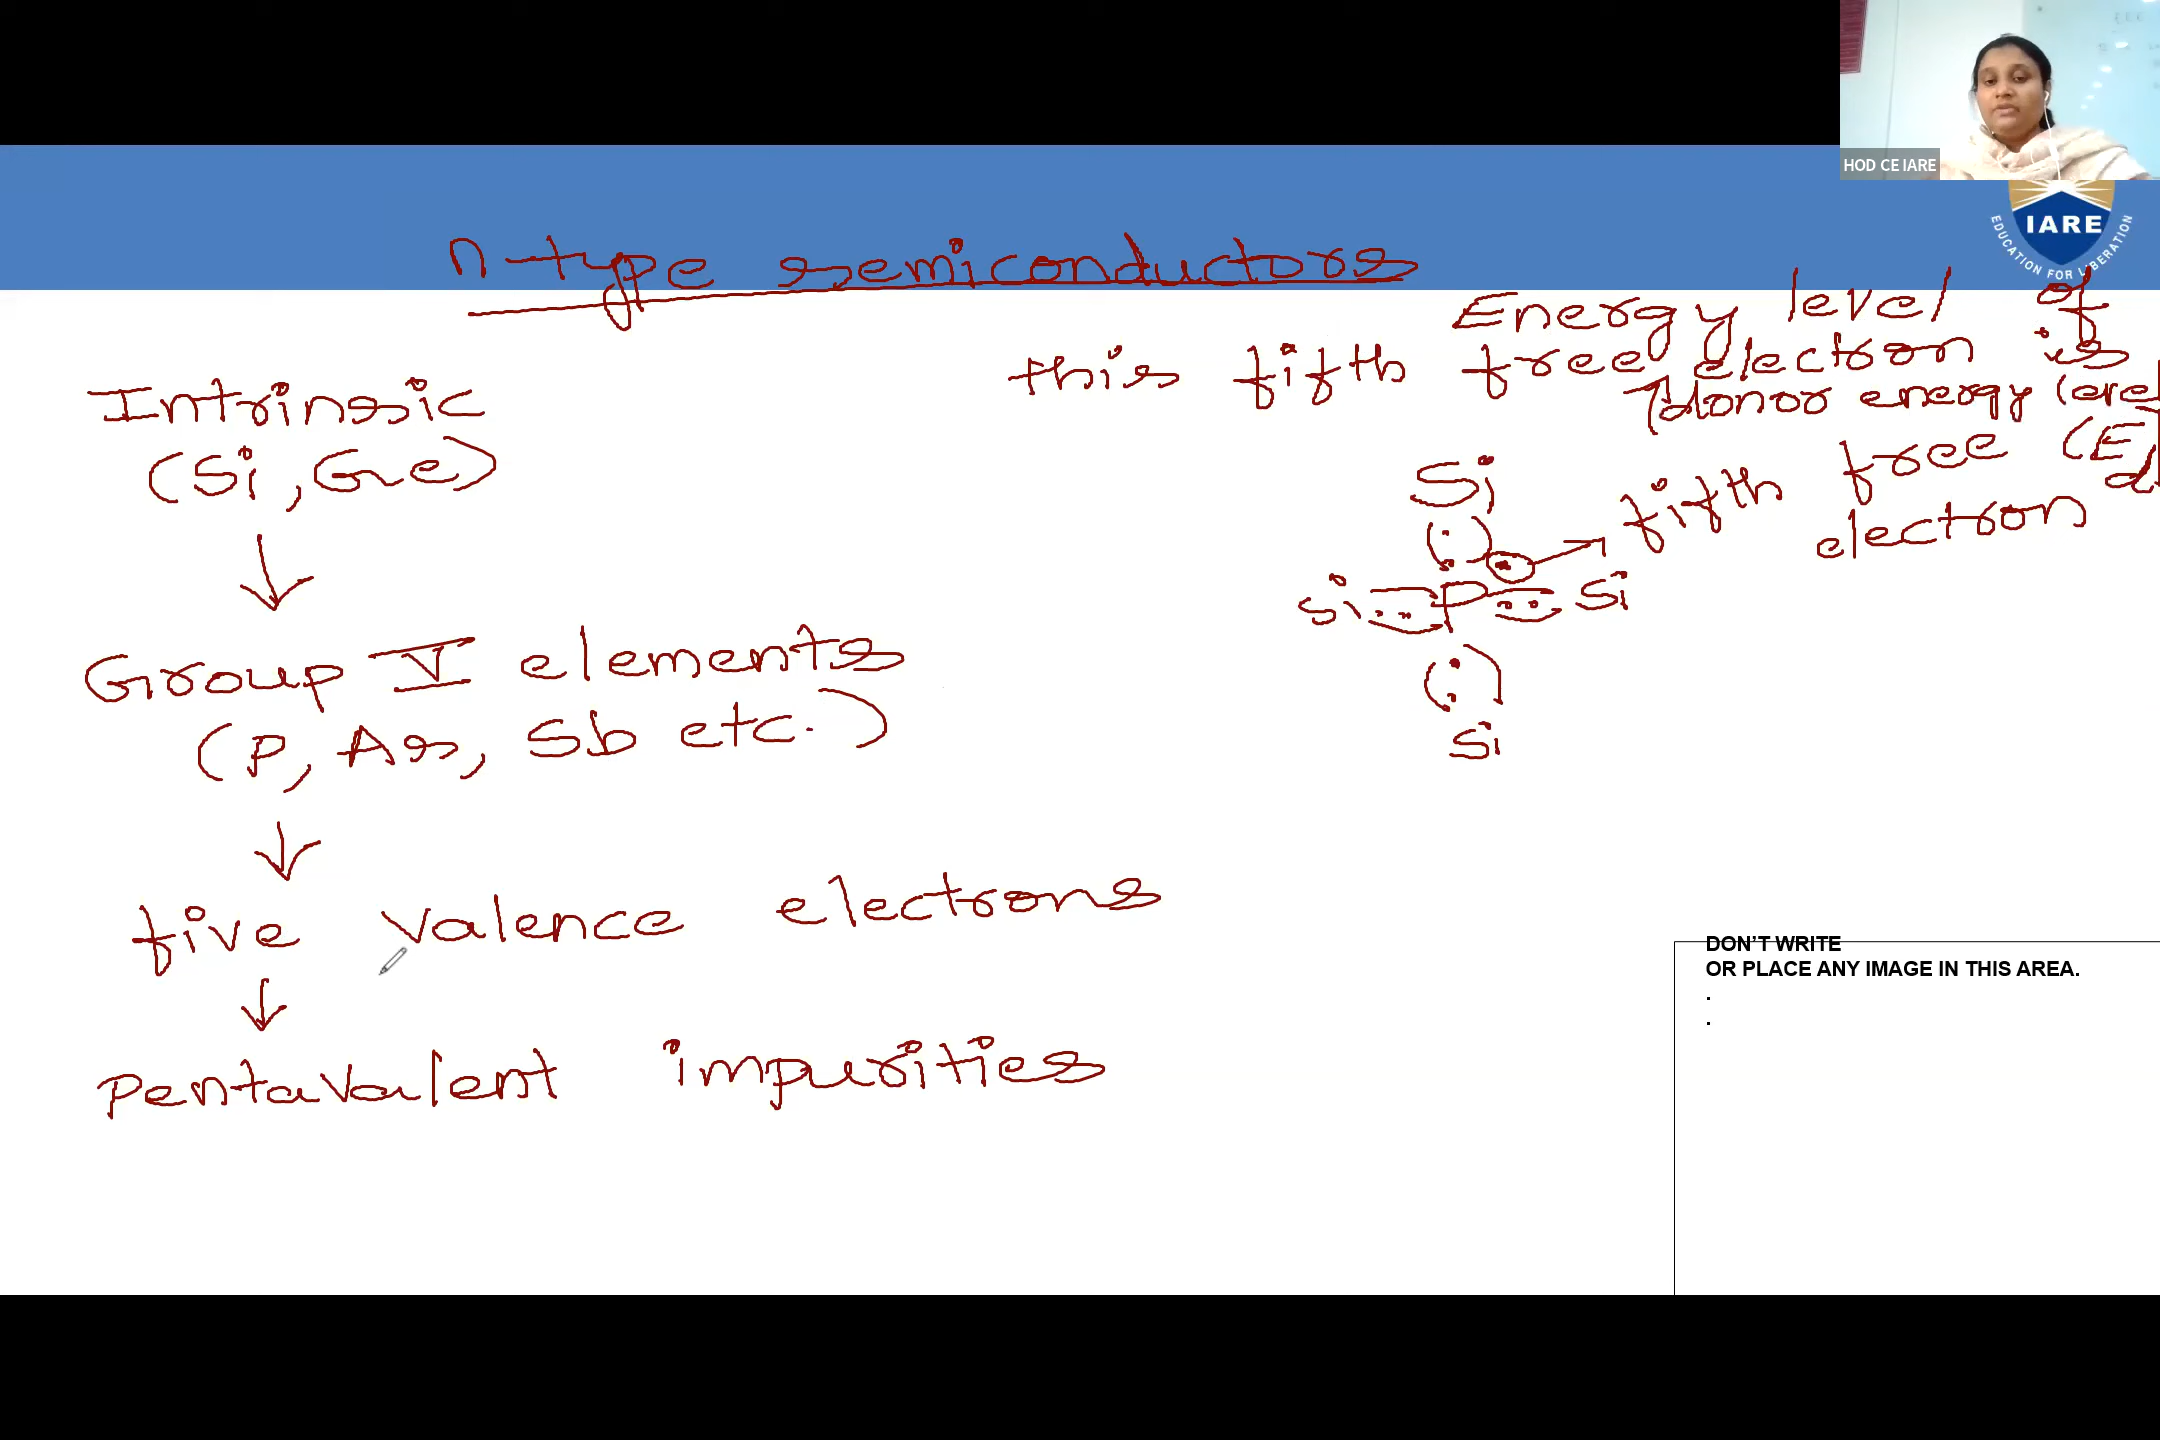 HOD CE IARE
IARE
EDUCATION FOR LIBERATION
n-type semiconductors
Energy level of
this fifth free electron is
donor energy level
(Ed)
Intrinsic
(Si, Ge)
Group V elements
(P, As, Sb etc.)
five valence electrons
pentavalent impurities
Si
fifth free
electron
Si P Si
Si
DON'T WRITE
OR PLACE ANY IMAGE IN THIS AREA.
.
.